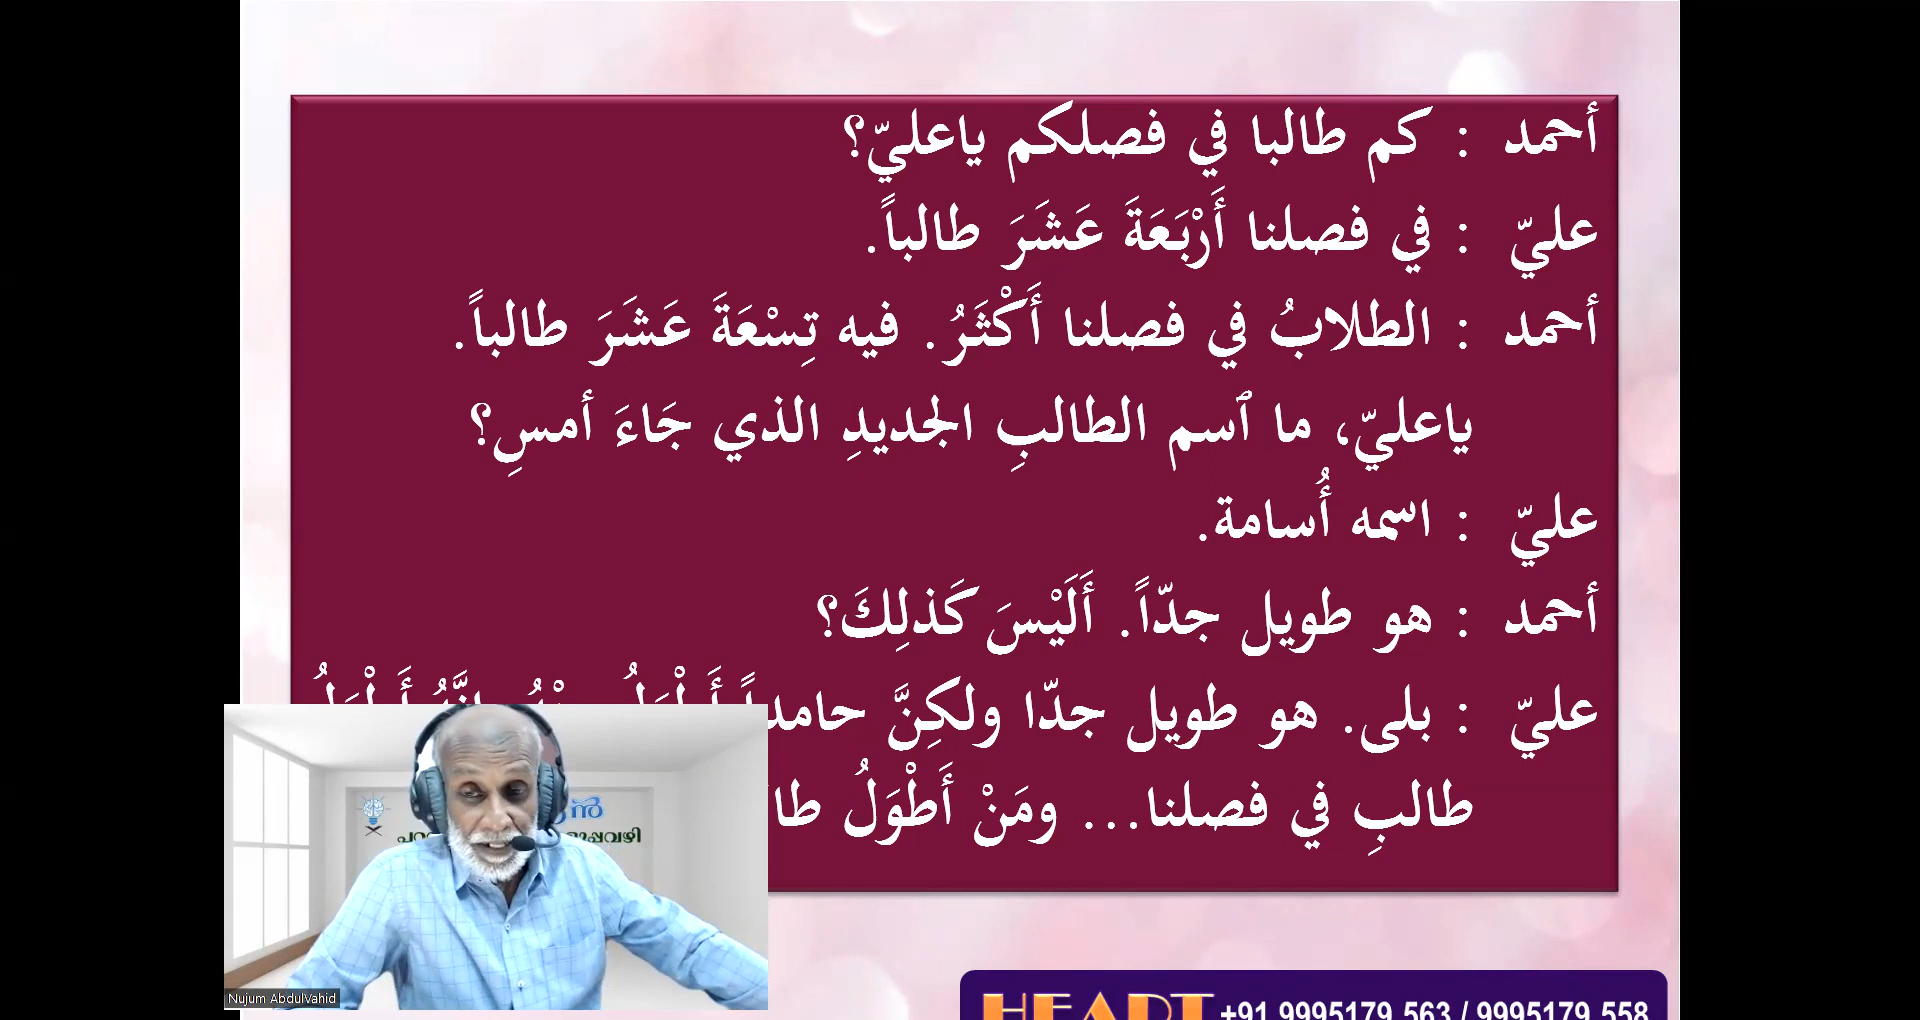 أحمد : كم طالبا في فصلكم ياعليّ؟
عليّ : في فصلنا أَرْبَعَةَ عَشَرَ طالباً.
أحمد : الطلابُ في فصلنا أَكْثَرُ. فيه تِسْعَةَ عَشَرَ طالباً.
ياعليّ، ما ٱسم الطالبِ الجديدِ الذي جَاءَ أمسِ؟
عليّ : اسمه أُسامة.
أحمد : هو طويل جدّاً. أَلَيْسَ كَذلِكَ؟
عليّ : بلى. هو طويل جدّا ولكِنَّ حامداً
طالبِ في فصلنا... ومَنْ أَطْوَلُ
Nujum AbdulVahid
HEART +91 9995179 563 / 9995179 558